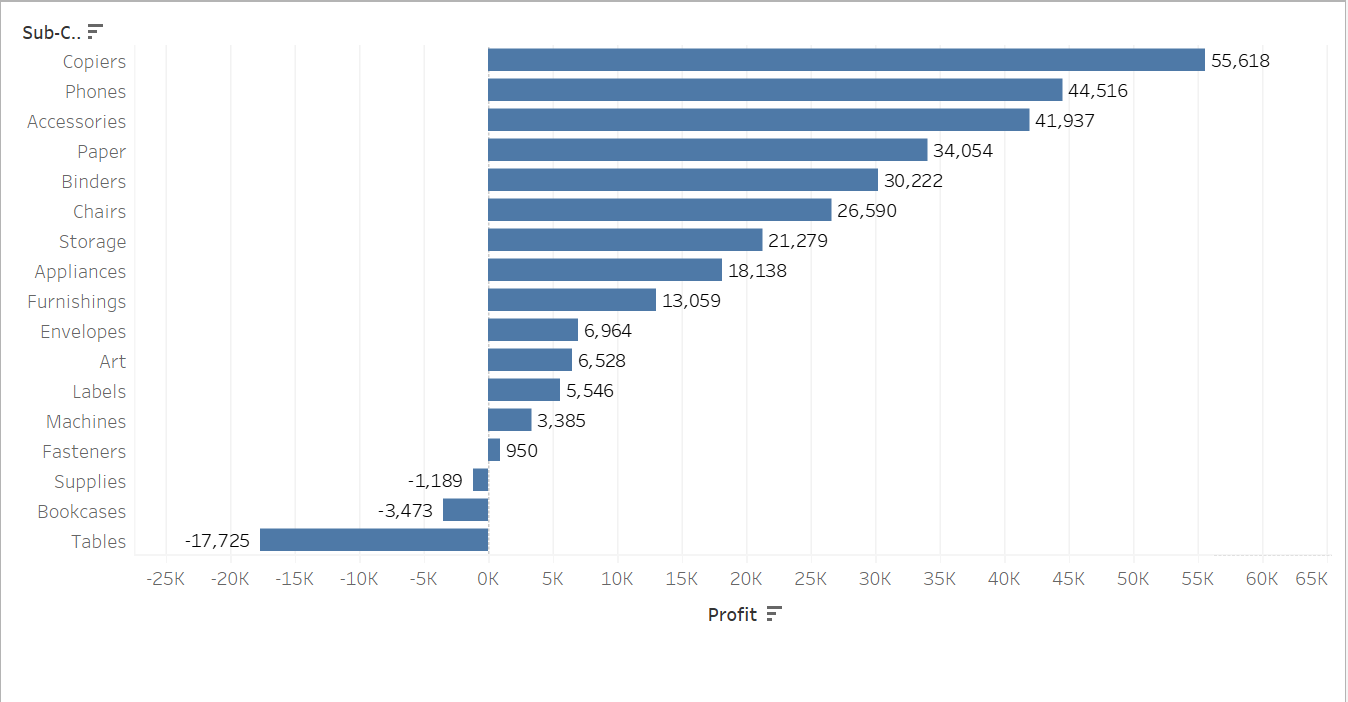 Sub-C..
Copiers 55,618
Phones 44,516
Accessories 41,937
Paper 34,054
Binders 30,222
Chairs 26,590
Storage 21,279
Appliances 18,138
Furnishings 13,059
Envelopes 6,964
Art 6,528
Labels 5,546
Machines 3,385
Fasteners 950
Supplies -1,189
Bookcases -3,473
Tables -17,725
-25K -20K -15K -10K -5K 0K 5K 10K 15K 20K 25K 30K 35K 40K 45K 50K 55K 60K 65K
Profit